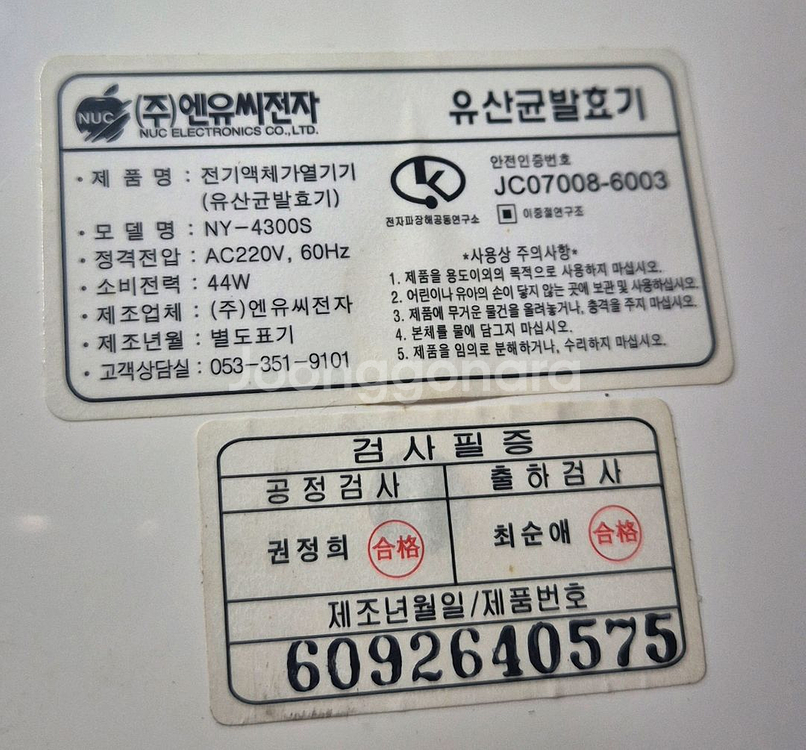 NUC (주)엔유씨전자
NUC ELECTRONICS CO.,LTD.
유산균발효기
· 제 품 명 : 전기액체가열기기
(유산균발효기)
· 모 델 명 : NY-4300S
· 정격전압 : AC220V, 60Hz
· 소비전력 : 44W
· 제조업체 : (주)엔유씨전자
· 제조년월 : 별도표기
· 고객상담실 : 053-351-9101
전자파장해공동연구소
안전인증번호
JC07008-6003
이중절연구조
*사용상 주의사항*
1. 제품을 용도이외의 목적으로 사용하지 마십시오.
2. 어린이나 유아의 손이 닿지 않는 곳에 보관 및 사용하십시오.
3. 제품에 무거운 물건을 올려놓거나, 충격을 주지 마십시오.
4. 본체를 물에 담그지 마십시오.
5. 제품을 임의로 분해하거나, 수리하지 마십시오.
Joonggonara
검 사 필 증
공 정 검 사
출 하 검 사
권정희 合格
최순애 合格
제조년월일/제품번호
6092640575